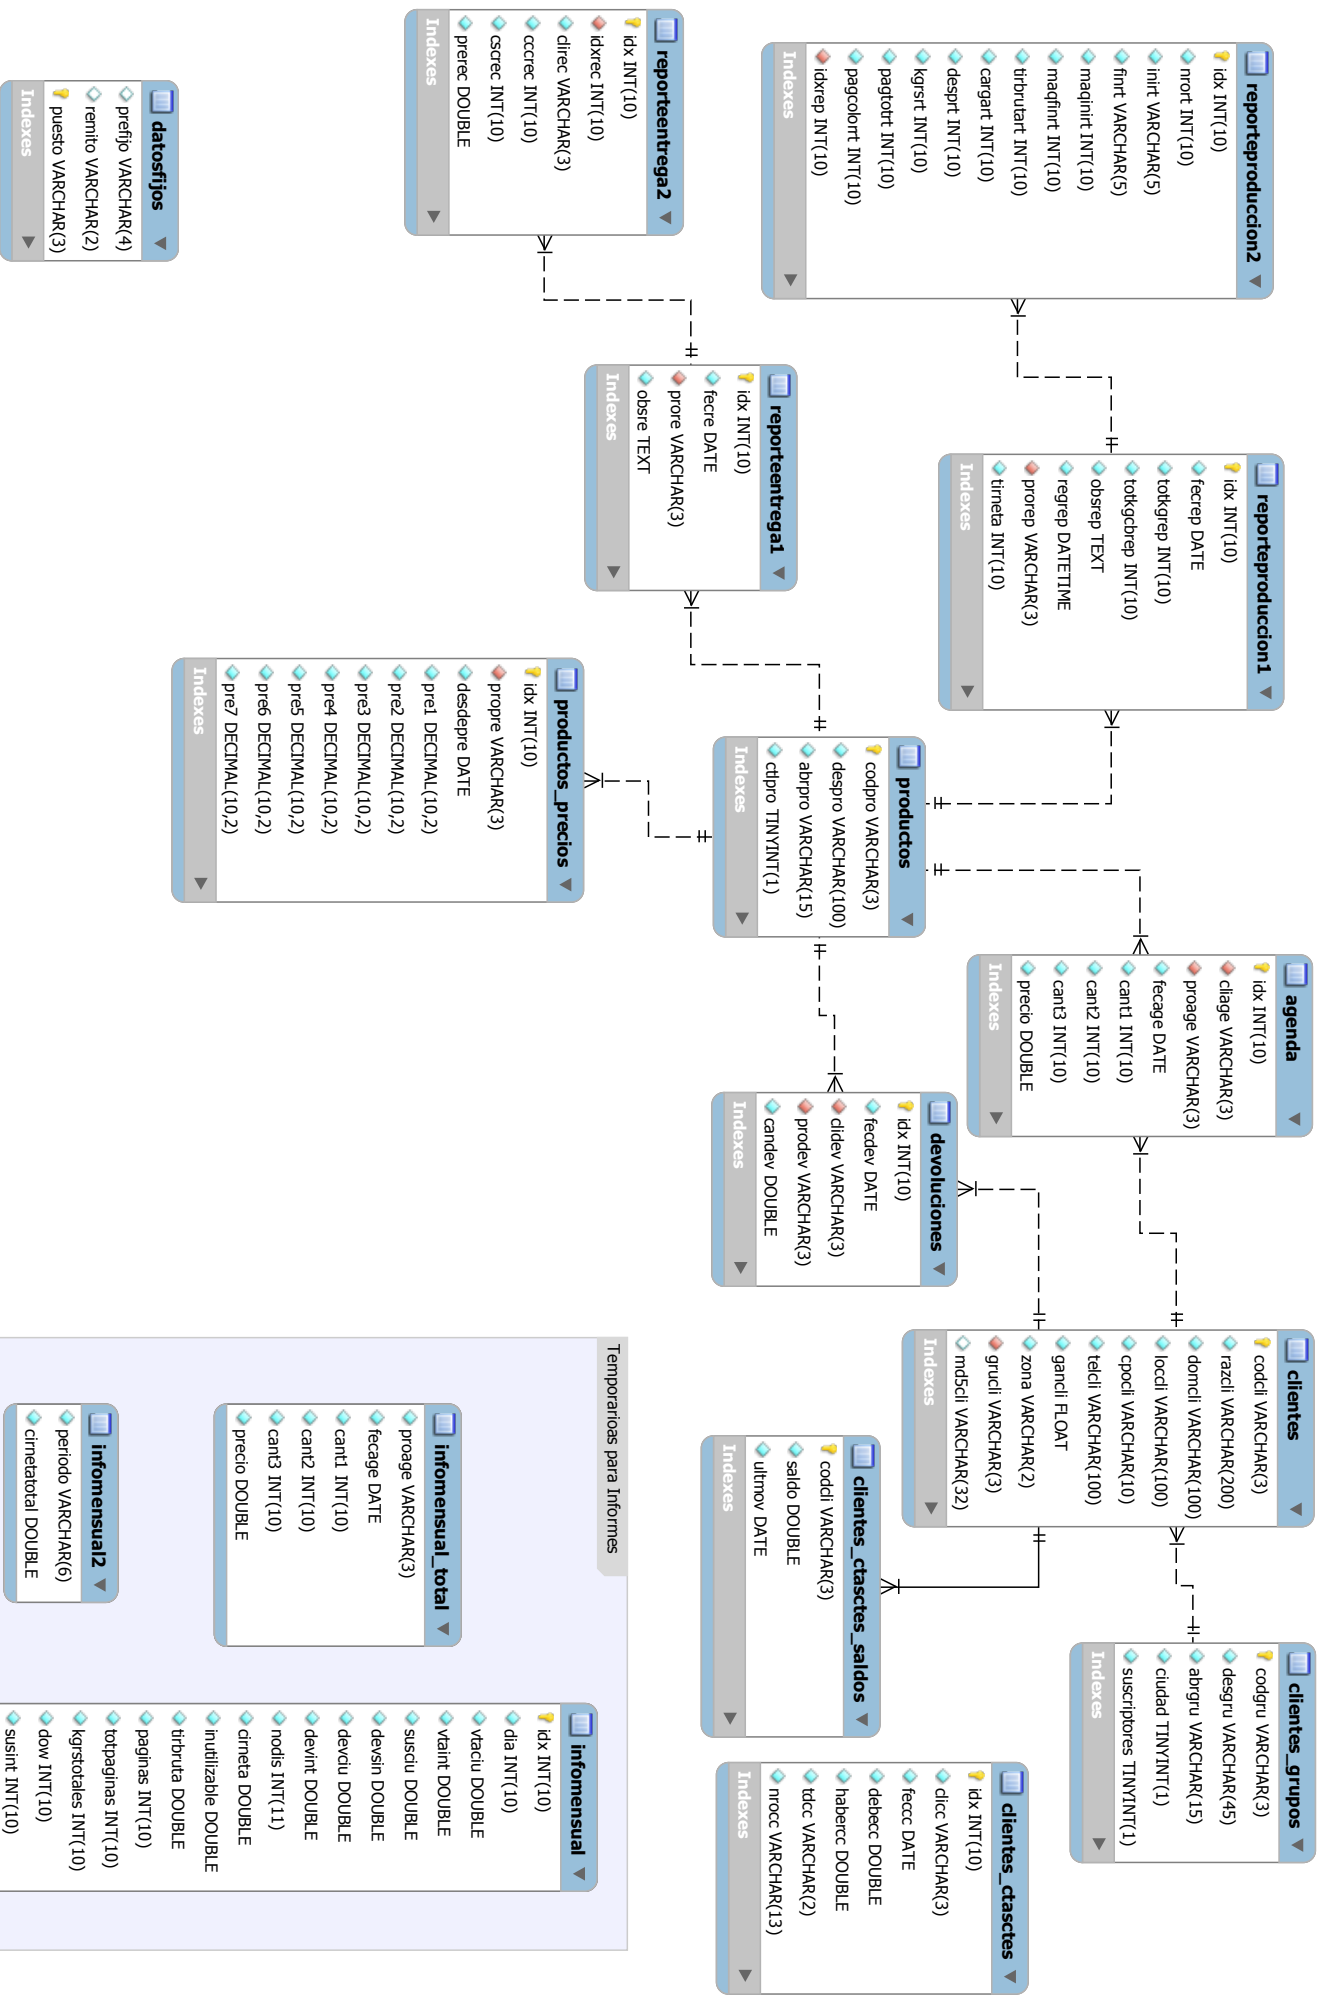 reporteproduccion2
idx INT(10)
nrort INT(10)
inirt VARCHAR(5)
finrt VARCHAR(5)
maqinirt INT(10)
maqfinrt INT(10)
tirbrutart INT(10)
cargart INT(10)
desprt INT(10)
kgrsrt INT(10)
pagtotrt INT(10)
pagcolorrt INT(10)
idxrep INT(10)
Indexes
reporteproduccion1
idx INT(10)
fecrep DATE
totkgrep INT(10)
totkgcbrep INT(10)
obsrep TEXT
regrep DATETIME
prorep VARCHAR(3)
tirneta INT(10)
Indexes
agenda
idx INT(10)
cliage VARCHAR(3)
proage VARCHAR(3)
fecage DATE
cant1 INT(10)
cant2 INT(10)
cant3 INT(10)
precio DOUBLE
Indexes
clientes
codcli VARCHAR(3)
razcli VARCHAR(200)
domcli VARCHAR(100)
loccli VARCHAR(100)
cpocli VARCHAR(10)
telcli VARCHAR(100)
gancli FLOAT
zona VARCHAR(2)
grucli VARCHAR(3)
md5cli VARCHAR(32)
Indexes
clientes_grupos
codgru VARCHAR(3)
desgru VARCHAR(45)
abrgru VARCHAR(15)
ciudad TINYINT(1)
suscriptores TINYINT(1)
Indexes
reporteentrega2
idx INT(10)
idxrec INT(10)
clirec VARCHAR(3)
ccrec INT(10)
cscrec INT(10)
prerec DOUBLE
Indexes
reporteentrega1
idx INT(10)
fecre DATE
prore VARCHAR(3)
obsre TEXT
Indexes
productos
codpro VARCHAR(3)
despro VARCHAR(100)
abrpro VARCHAR(15)
ctlpro TINYINT(1)
Indexes
devoluciones
idx INT(10)
fecdev DATE
clidev VARCHAR(3)
prodev VARCHAR(3)
candev DOUBLE
Indexes
clientes_ctasctes_saldos
codcli VARCHAR(3)
saldo DOUBLE
ultmov DATE
Indexes
clientes_ctasctes
idx INT(10)
clicc VARCHAR(3)
feccc DATE
debecc DOUBLE
habercc DOUBLE
tdcc VARCHAR(2)
nrocc VARCHAR(13)
Indexes
datosfijos
prefijo VARCHAR(4)
remito VARCHAR(2)
puesto VARCHAR(3)
Indexes
productos_precios
idx INT(10)
propre VARCHAR(3)
desdepre DATE
pre1 DECIMAL(10,2)
pre2 DECIMAL(10,2)
pre3 DECIMAL(10,2)
pre4 DECIMAL(10,2)
pre5 DECIMAL(10,2)
pre6 DECIMAL(10,2)
pre7 DECIMAL(10,2)
Indexes
Temporarioas para Informes
infomensual_total
proage VARCHAR(3)
fecage DATE
cant1 INT(10)
cant2 INT(10)
cant3 INT(10)
precio DOUBLE
infomensual2
periodo VARCHAR(6)
cirnetatotal DOUBLE
infomensual
idx INT(10)
dia INT(10)
vtaciu DOUBLE
vtaint DOUBLE
susciu DOUBLE
devsin DOUBLE
devciu DOUBLE
devint DOUBLE
nodis INT(11)
cirneta DOUBLE
inutilizable DOUBLE
tirbruta DOUBLE
paginas INT(10)
totpaginas INT(10)
kgrstotales INT(10)
dow INT(10)
susint INT(10)